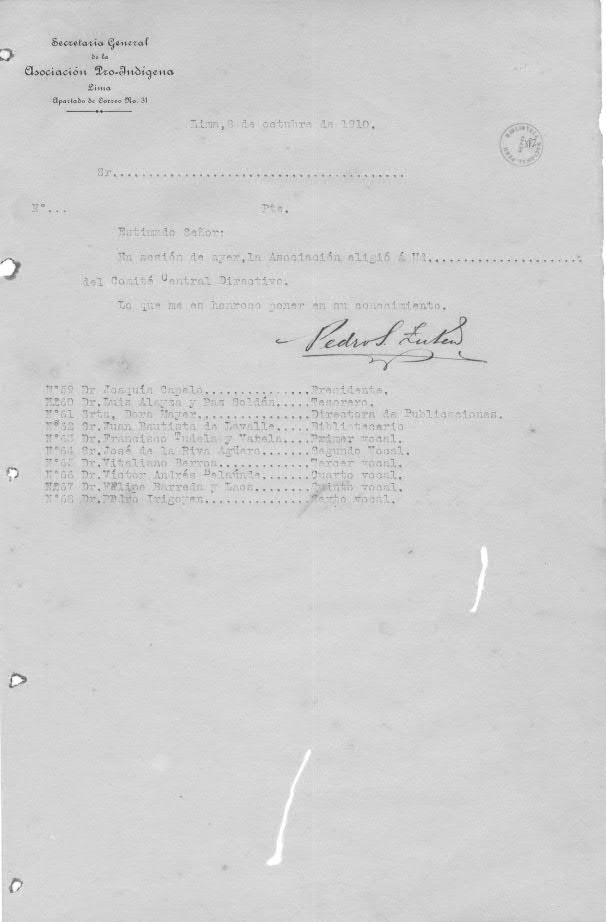 Secretaría General
de la
Asociación Pro-Indígena
Lima
Apartado de Correo No. 31
Lima, 8 de octubre de 1910.
Sr.......................................
N°... Pte.
Estimado Señor:
En sesión de ayer, la Asociación eligió á Ud......................
del Comité Central Directivo.
Lo que me es honroso poner en su conocimiento.
Pedro S. Zulen
N°59 Dr Joaquín Capelo..............Presidente.
N°60 Dr. Luis Alayza y Paz Soldán....Tesorero.
N°61 Srta. Dora Mayer...............Directora de Publicaciones.
N°62 Sr. Juan Bautista de Lavalle....Bibliotecario
N°63 Dr. Francisco Tudela y Varela...Primer vocal.
N°64 Sr. José de la Riva Agüero......Segundo Vocal.
N°65 Dr. Vitaliano Berroa............Tercer vocal.
N°66 Dr. Víctor Andrés Belaúnde......Cuarto vocal.
N°67 Dr. Felipe Barreda y Laos.......Quinto vocal.
N°68 Dr. Pedro Irigoyen..............Sexto vocal.